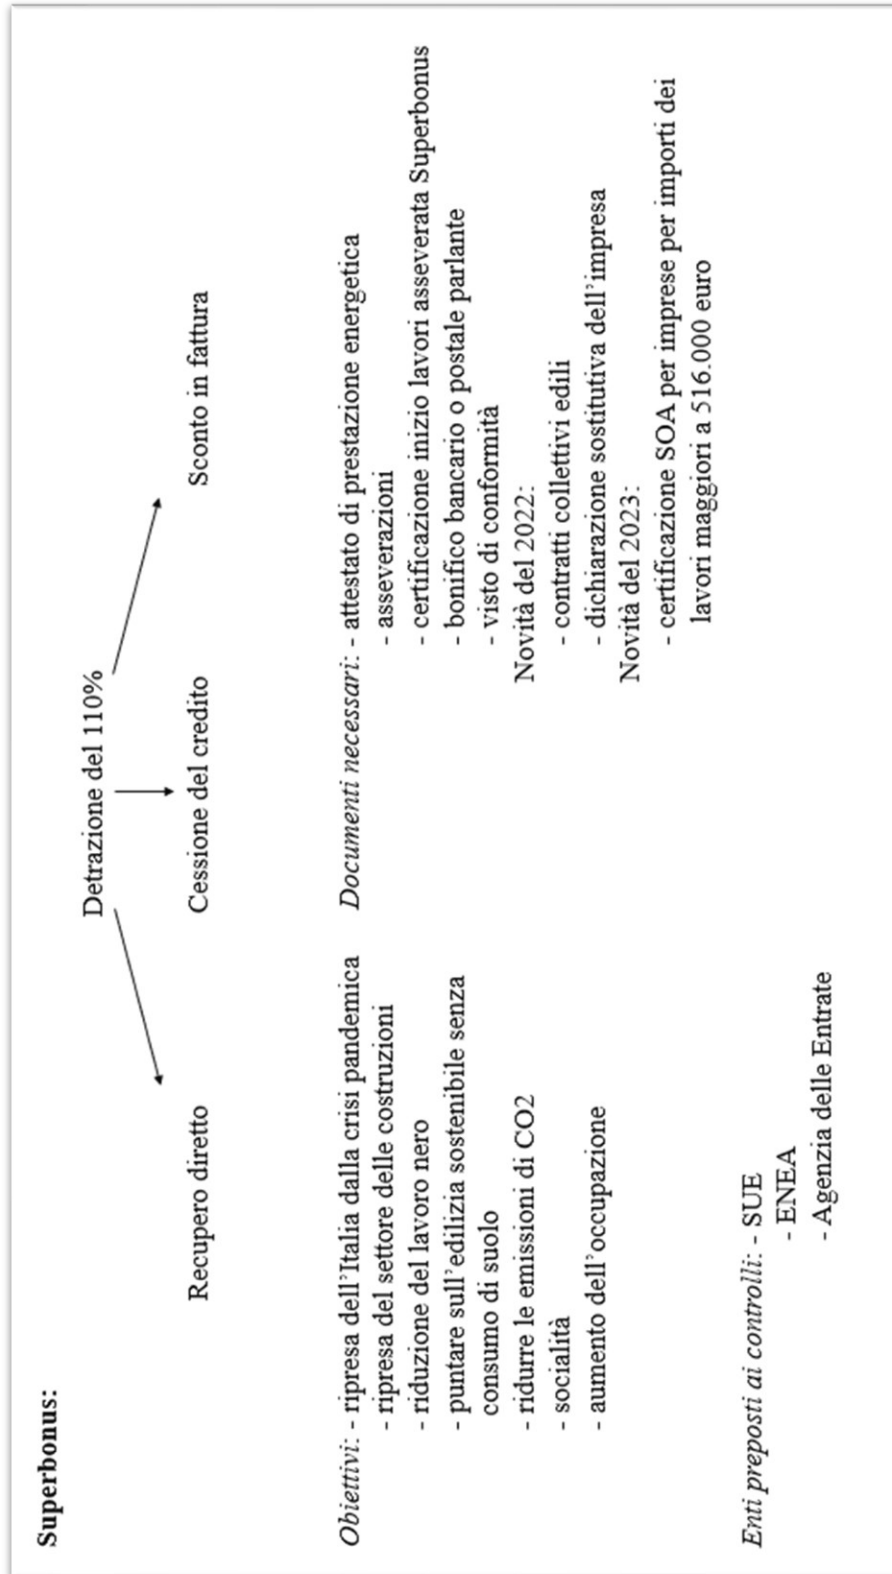 Superbonus:
Detrazione del 110%
Recupero diretto
Cessione del credito
Sconto in fattura
Obiettivi: - ripresa dell’Italia dalla crisi pandemica
- ripresa del settore delle costruzioni
- riduzione del lavoro nero
- puntare sull’edilizia sostenibile senza
consumo di suolo
- ridurre le emissioni di CO2
- socialità
- aumento dell’occupazione
Documenti necessari: - attestato di prestazione energetica
- asseverazioni
- certificazione inizio lavori asseverata Superbonus
- bonifico bancario o postale parlante
- visto di conformità
Novità del 2022:
- contratti collettivi edili
- dichiarazione sostitutiva dell’impresa
Novità del 2023:
- certificazione SOA per imprese per importi dei
lavori maggiori a 516.000 euro
Enti preposti ai controlli: - SUE
- ENEA
- Agenzia delle Entrate